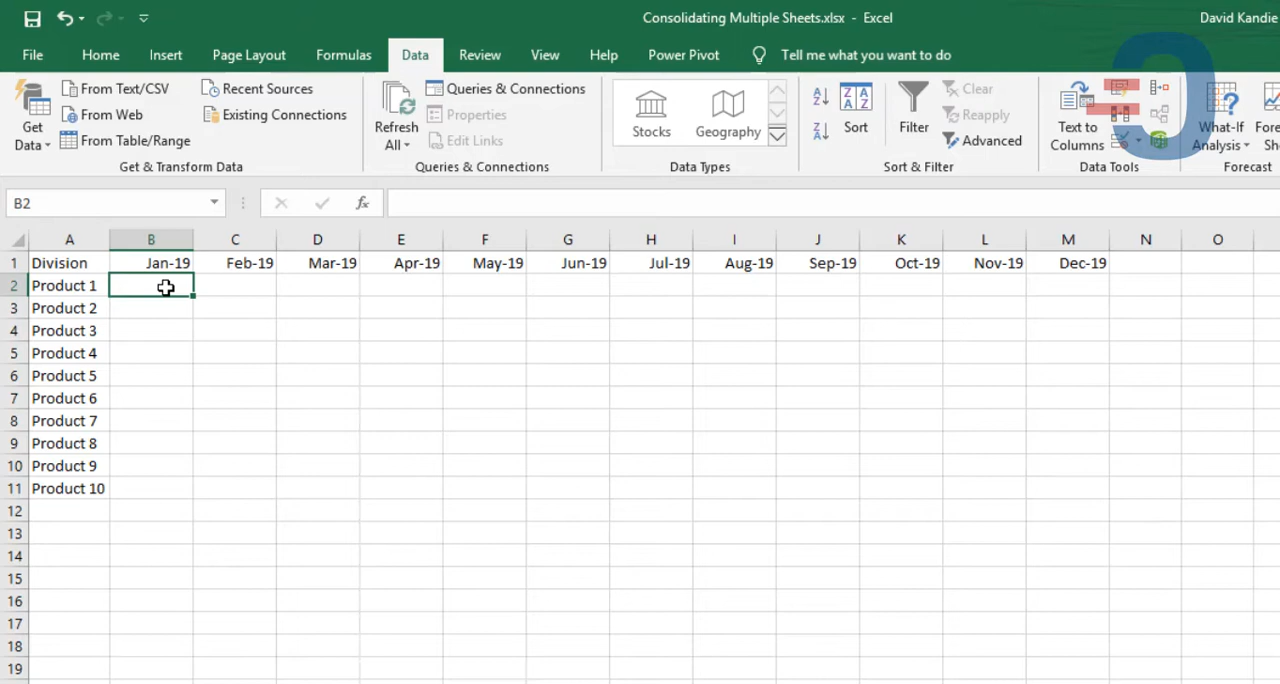 Consolidating Multiple Sheets.xlsx - Excel
David Kandie
File Home Insert Page Layout Formulas Data Review View Help Power Pivot Tell me what you want to do
Get Data
From Text/CSV
From Web
From Table/Range
Recent Sources
Existing Connections
Get & Transform Data
Refresh All
Queries & Connections
Properties
Edit Links
Queries & Connections
Stocks
Geography
Data Types
Sort
Filter
Clear
Reapply
Advanced
Sort & Filter
Text to
Columns
Data Tools
What-If
Analysis
Forecast
B2
fx
A B C D E F G H I J K L M N O
1 Division Jan-19 Feb-19 Mar-19 Apr-19 May-19 Jun-19 Jul-19 Aug-19 Sep-19 Oct-19 Nov-19 Dec-19
2 Product 1
3 Product 2
4 Product 3
5 Product 4
6 Product 5
7 Product 6
8 Product 7
9 Product 8
10 Product 9
11 Product 10
12
13
14
15
16
17
18
19